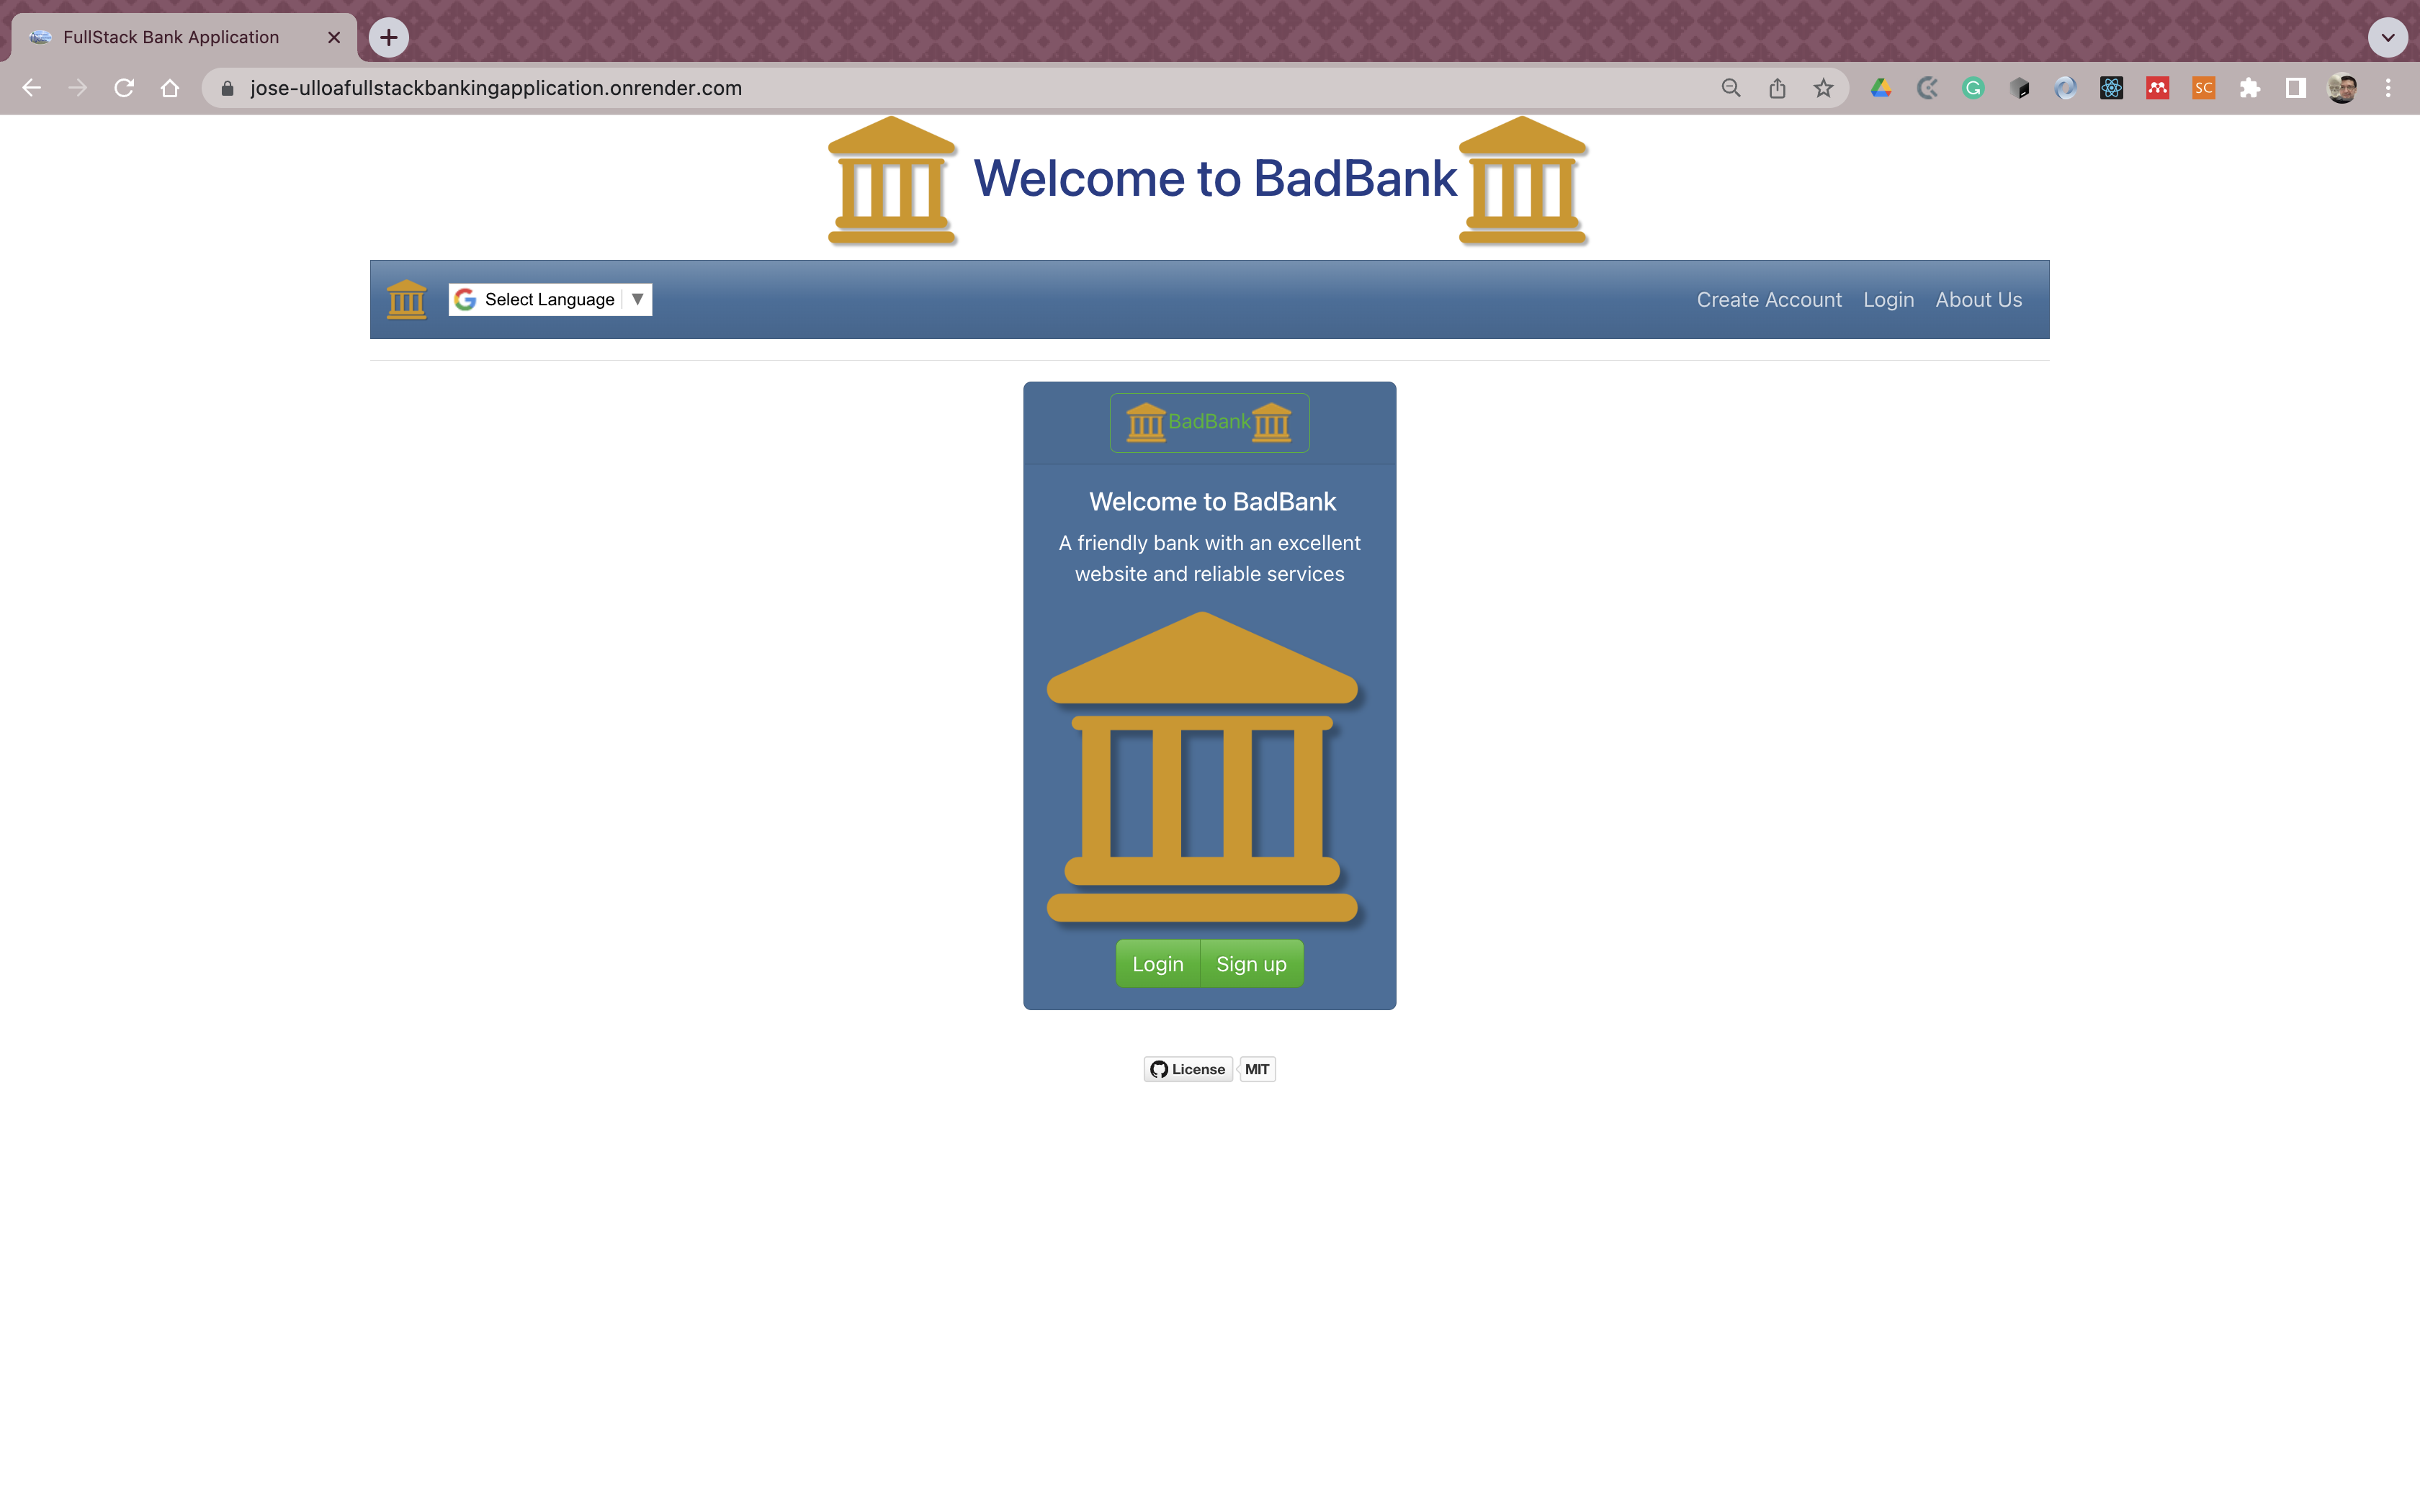 FullStack Bank Application
jose-ulloafullstackbankingapplication.onrender.com
SC
Welcome to BadBank
Select Language ▼
Create Account Login About Us
BadBank
Welcome to BadBank
A friendly bank with an excellent
website and reliable services
Login Sign up
License MIT